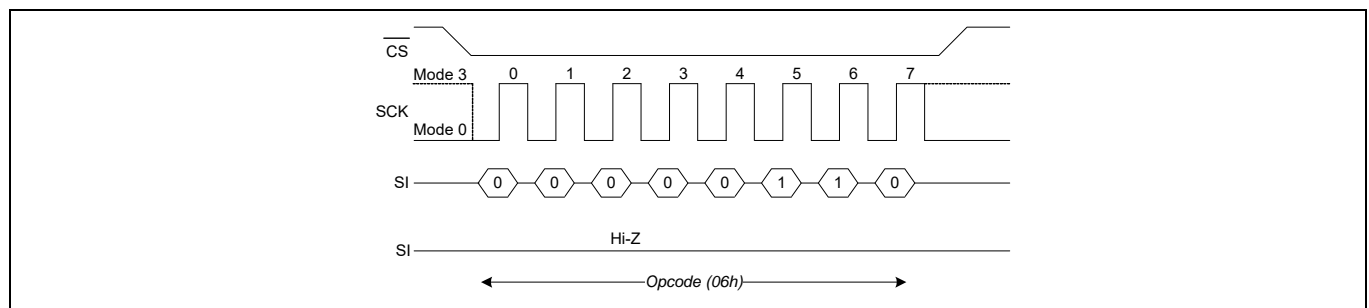 CS
Mode 3 0 1 2 3 4 5 6 7
SCK
Mode 0
SI 0 0 0 0 0 1 1 0
Hi-Z
SI
Opcode (06h)